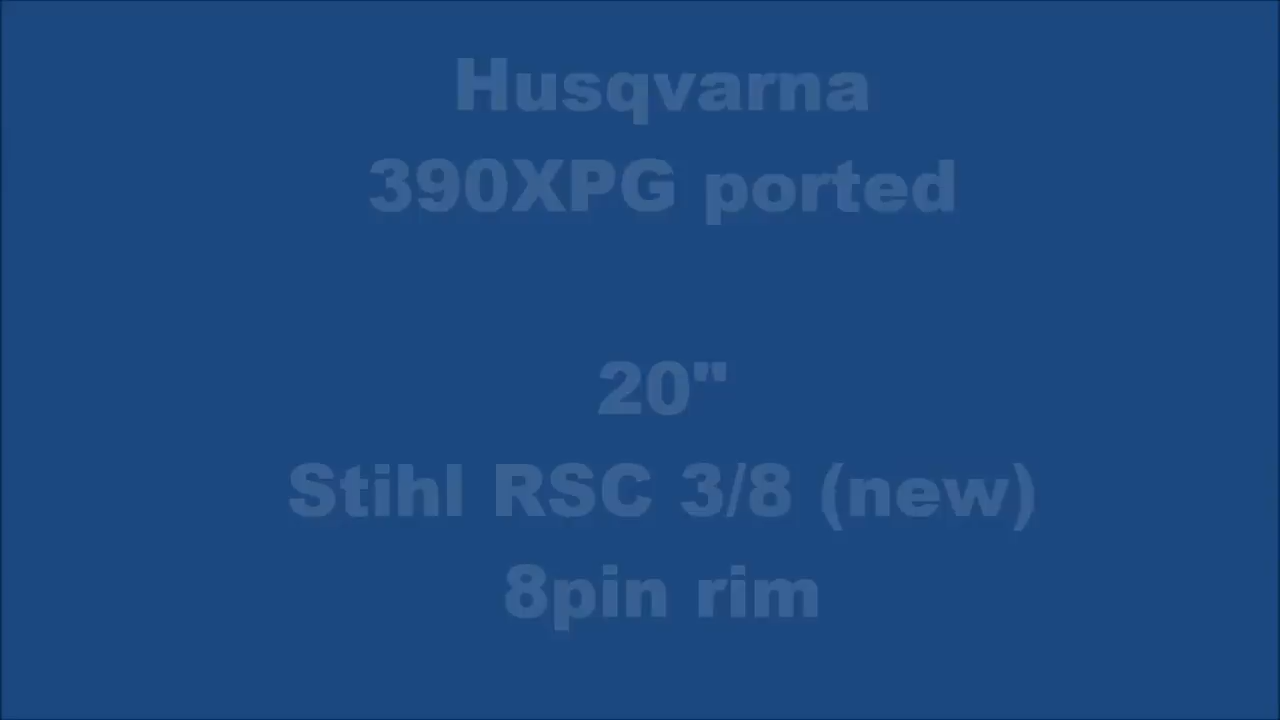 Husqvarna
390XPG ported
20"
Stihl RSC 3/8 (new)
8pin rim